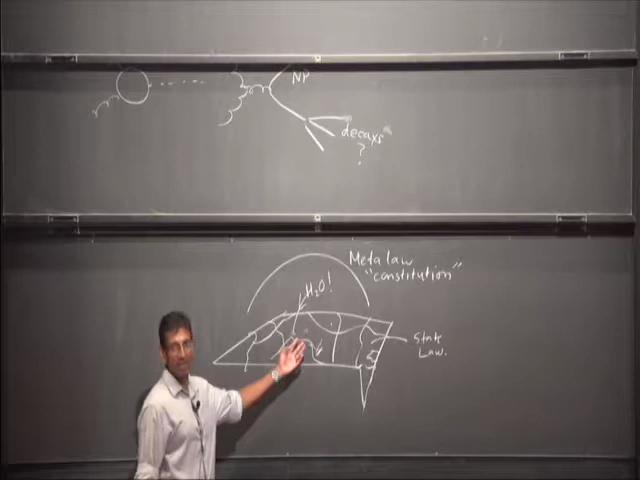 NP
decays
?
Meta law
"constitution"
H₂O!
State
Law.